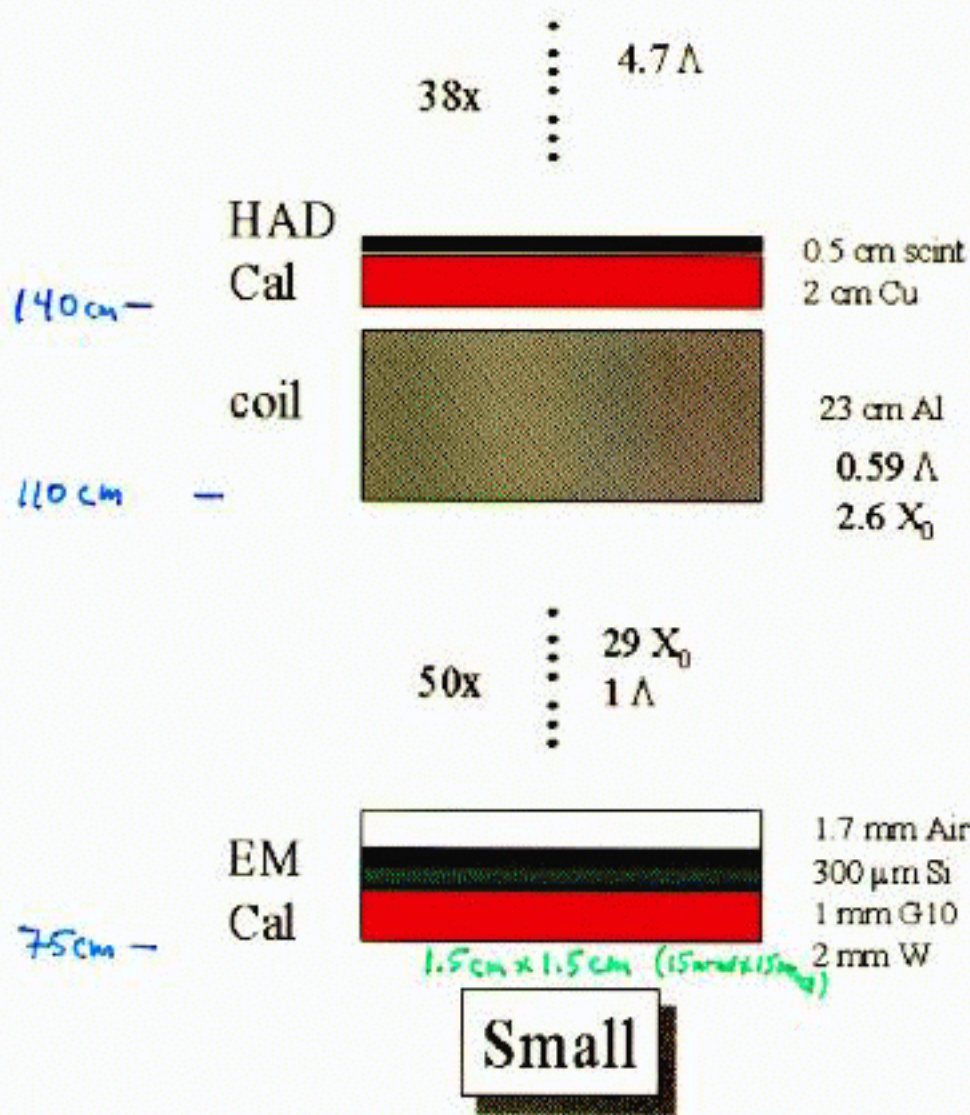 4.7 Λ
38x
HAD
Cal
0.5 cm scint
2 cm Cu
140cm –
coil
23 cm Al
0.59 Λ
2.6 X₀
110 cm –
29 X₀
50x
1 Λ
EM
Cal
1.7 mm Air
300 μm Si
1 mm G10
2 mm W
75cm –
1.5cm x 1.5cm
Small